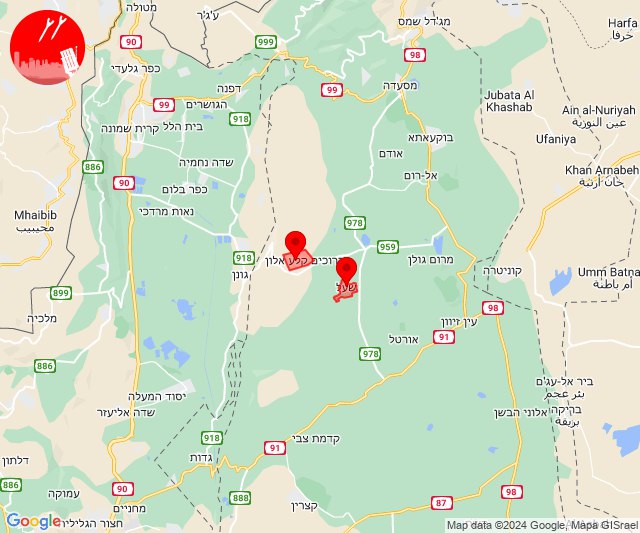 מטולה
ע'ג'ר
מג'דל שמס
Harfa
حرفا
90
999
98
כפר גלעדי
דפנה
99
מסעדה
Jubata Al
Khashab
99
הגושרים
918
Ain al-Nuriyah
عين النورية
קרית שמונה
בית הלל
בוקעאתא
Ufaniya
886
שדה נחמיה
אודם
Khan Arnabeh
خان أرنبة
90
כפר בלום
אל-רום
Mhaibib
محيبيب
נאות מרדכי
978
918
959
מרום גולן
גונן
קלע אלון
קוניטרה
Umm Batna
أم باطنة
שעל
899
98
מלכיה
עין זיוון
91
886
אורטל
978
ביר אל-עג'ם
بئر عجم
יסוד המעלה
שדה אליעזר
אלוני הבשן
בריקה
بريقة
918
קדמת צבי
91
דלתון
גדות
886
עמוקה
90
888
98
מחניים
קצרין
87
חצור הגלילית
Google
Map data ©2024 Google, Mapa GISrael